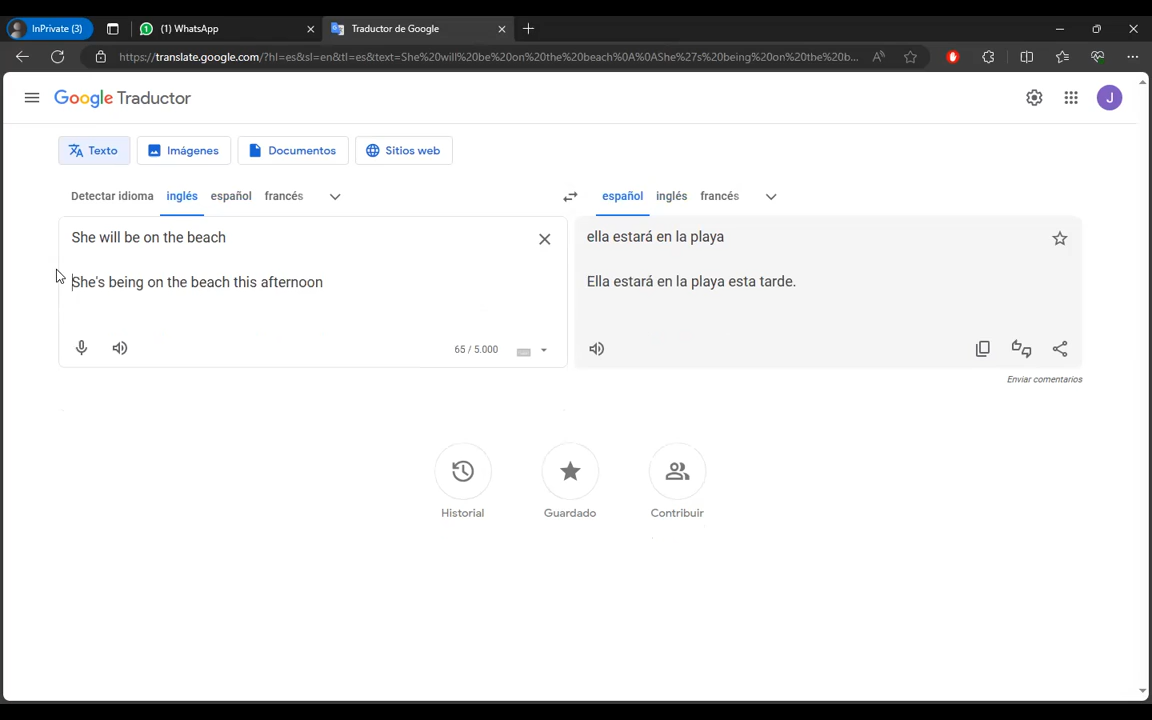 InPrivate (3)
(1) WhatsApp
Traductor de Google
https://translate.google.com/?hl=es&sl=en&tl=es&text=She%20will%20be%20on%20the%20beach%0A%0AShe%27s%20being%20on%20tbe%20b...
Google Traductor
J
Texto
Imágenes
Documentos
Sitios web
Detectar idioma
inglés
español
francés
español
inglés
francés
She will be on the beach
ella estará en la playa
She's being on the beach this afternoon
Ella estará en la playa esta tarde.
65 / 5.000
Enviar comentarios
Historial
Guardado
Contribuir